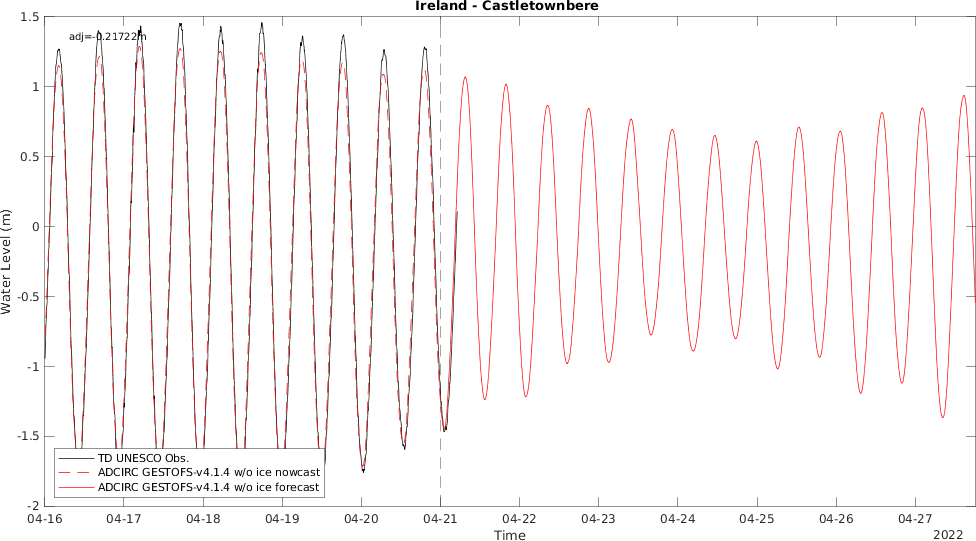 Ireland - Castletownbere
adj=-0.21722m
1.5
1
0.5
0
-0.5
-1
-1.5
-2
Water Level (m)
TD UNESCO Obs.
ADCIRC GESTOFS-v4.1.4 w/o ice nowcast
ADCIRC GESTOFS-v4.1.4 w/o ice forecast
04-16 04-17 04-18 04-19 04-20 04-21 04-22 04-23 04-24 04-25 04-26 04-27
Time
2022